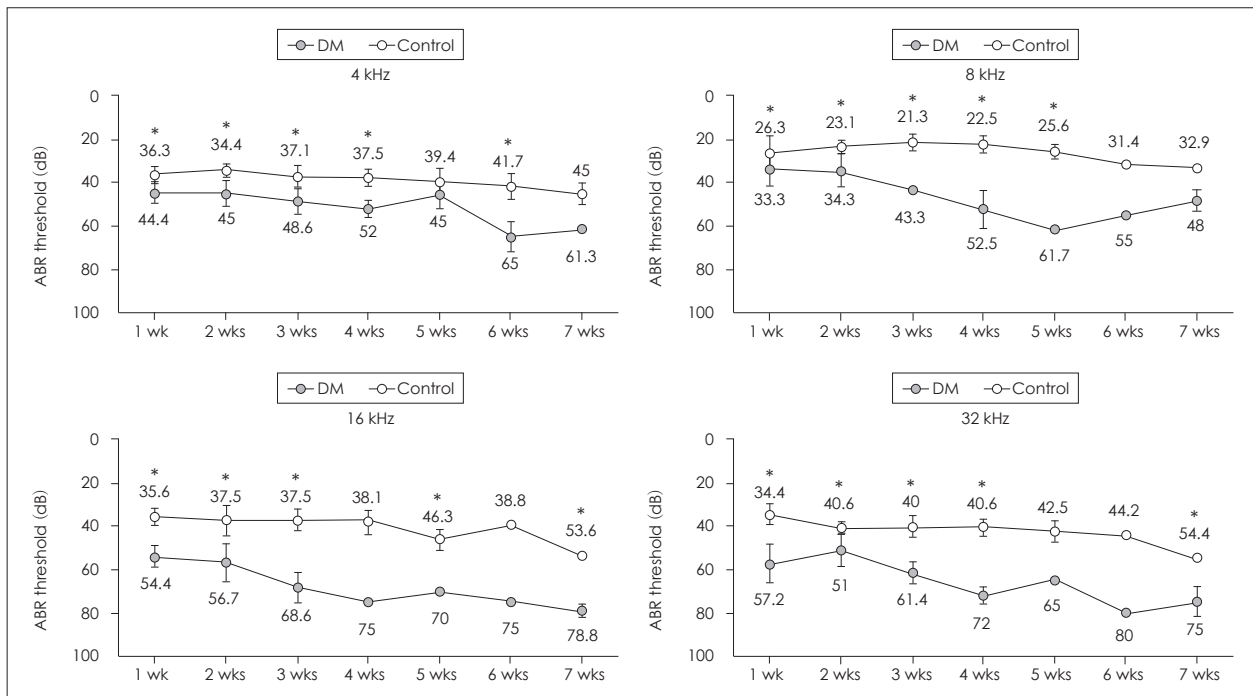 DM Control
4 kHz
ABR threshold (dB)
0
20
40
60
80
100
* * * * *
36.3 34.4 37.1 37.5 39.4 41.7 45
44.4 45 48.6 52 45 65 61.3
1 wk 2 wks 3 wks 4 wks 5 wks 6 wks 7 wks
DM Control
8 kHz
ABR threshold (dB)
0
20
40
60
80
100
* * * * *
26.3 23.1 21.3 22.5 25.6 31.4 32.9
33.3 34.3 43.3 52.5 61.7 55 48
1 wk 2 wks 3 wks 4 wks 5 wks 6 wks 7 wks
DM Control
16 kHz
ABR threshold (dB)
0
20
40
60
80
100
* * * * *
35.6 37.5 37.5 38.1 46.3 38.8 53.6
54.4 56.7 68.6 75 70 75 78.8
1 wk 2 wks 3 wks 4 wks 5 wks 6 wks 7 wks
DM Control
32 kHz
ABR threshold (dB)
0
20
40
60
80
100
* * * * *
34.4 40.6 40 40.6 42.5 44.2 54.4
57.2 51 61.4 72 65 80 75
1 wk 2 wks 3 wks 4 wks 5 wks 6 wks 7 wks